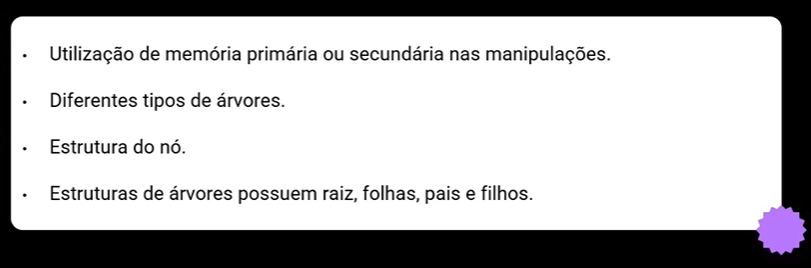 • Utilização de memória primária ou secundária nas manipulações.
• Diferentes tipos de árvores.
• Estrutura do nó.
• Estruturas de árvores possuem raiz, folhas, pais e filhos.